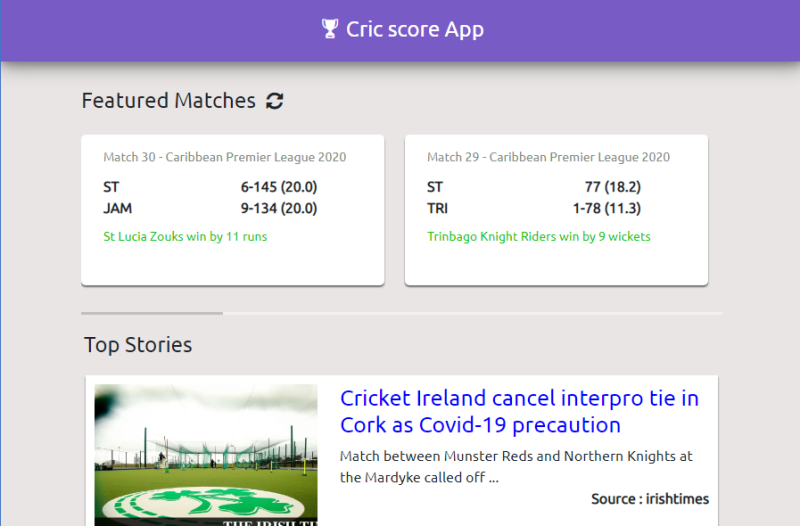 Cric score App
Featured Matches
Match 30 - Caribbean Premier League 2020
ST 6-145 (20.0)
JAM 9-134 (20.0)
St Lucia Zouks win by 11 runs
Match 29 - Caribbean Premier League 2020
ST 77 (18.2)
TRI 1-78 (11.3)
Trinbago Knight Riders win by 9 wickets
Top Stories
Cricket Ireland cancel interpro tie in
Cork as Covid-19 precaution
Match between Munster Reds and Northern Knights at
the Mardyke called off ...
Source : irishtimes
THE IRISH TI